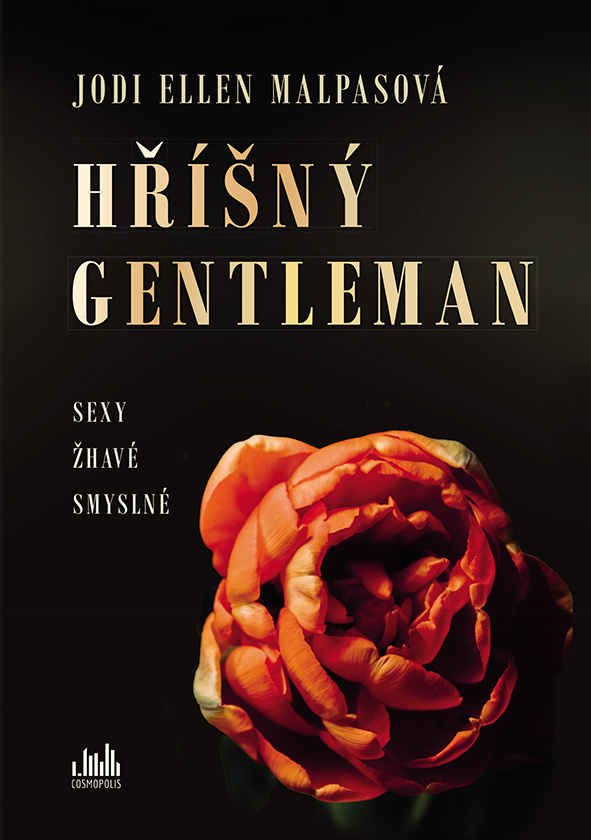 JODI ELLEN MALPASOVÁ
HŘÍŠNÝ
GENTLEMAN
SEXY
ŽHAVÉ
SMYSLNÉ
COSMOPOLIS